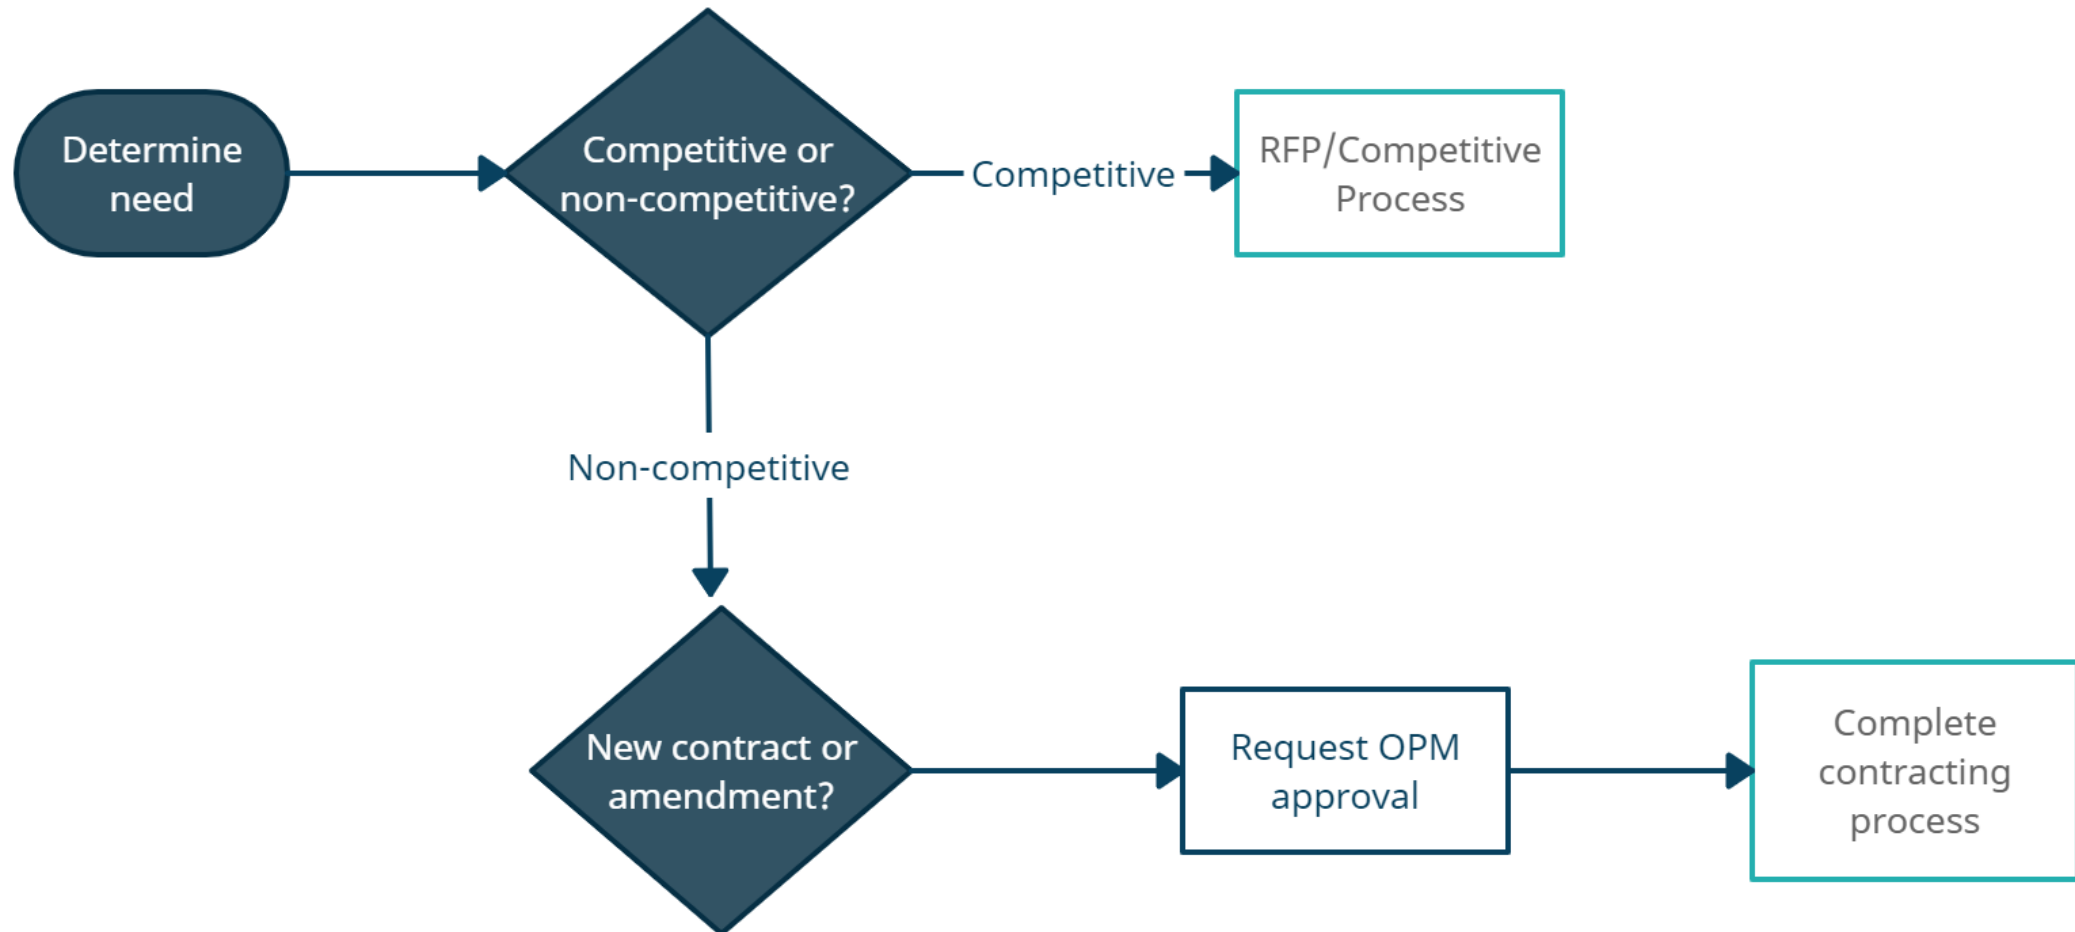 Determine
need
Competitive or
non-competitive?
Competitive
RFP/Competitive
Process
Non-competitive
New contract or
amendment?
Request OPM
approval
Complete
contracting
process